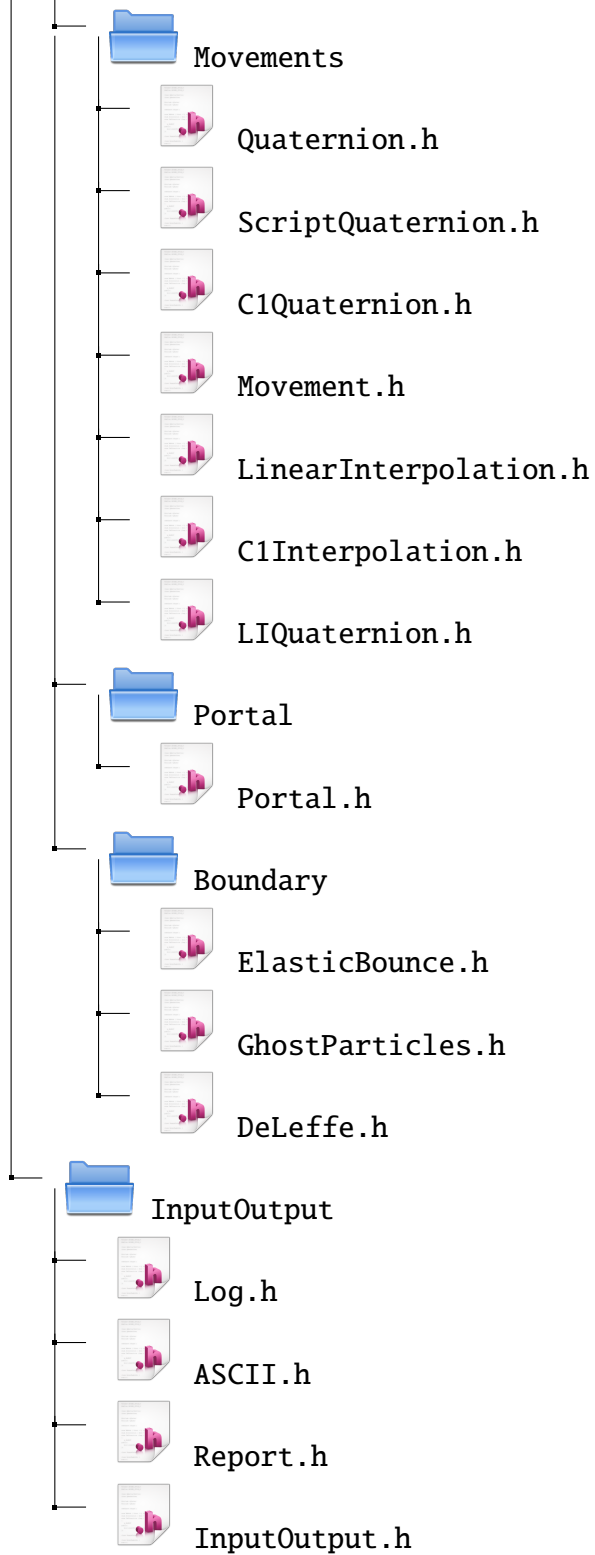 Movements
Quaternion.h
ScriptQuaternion.h
C1Quaternion.h
Movement.h
LinearInterpolation.h
C1Interpolation.h
LIQuaternion.h
Portal
Portal.h
Boundary
ElasticBounce.h
GhostParticles.h
DeLeffe.h
InputOutput
Log.h
ASCII.h
Report.h
InputOutput.h